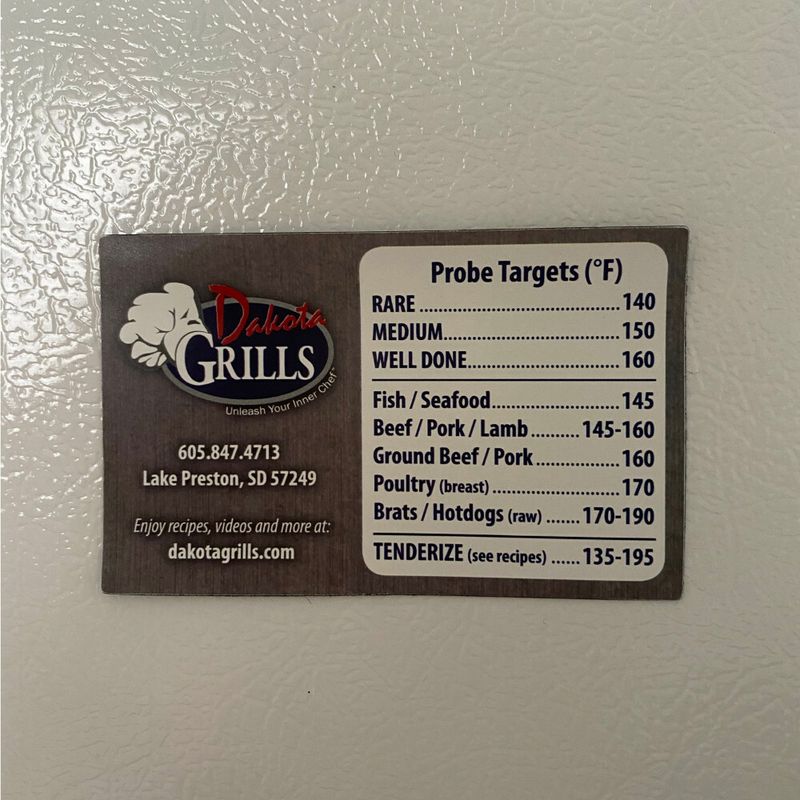 Dakota
GRILLS
Unleash Your Inner Chef
605.847.4713
Lake Preston, SD 57249
Enjoy recipes, videos and more at:
dakotagrills.com
Probe Targets (°F)
RARE ..............................140
MEDIUM..........................150
WELL DONE.....................160
Fish / Seafood...................145
Beef / Pork / Lamb .........145-160
Ground Beef / Pork............160
Poultry (breast) ...................170
Brats / Hotdogs (raw) .......170-190
TENDERIZE (see recipes) ......135-195